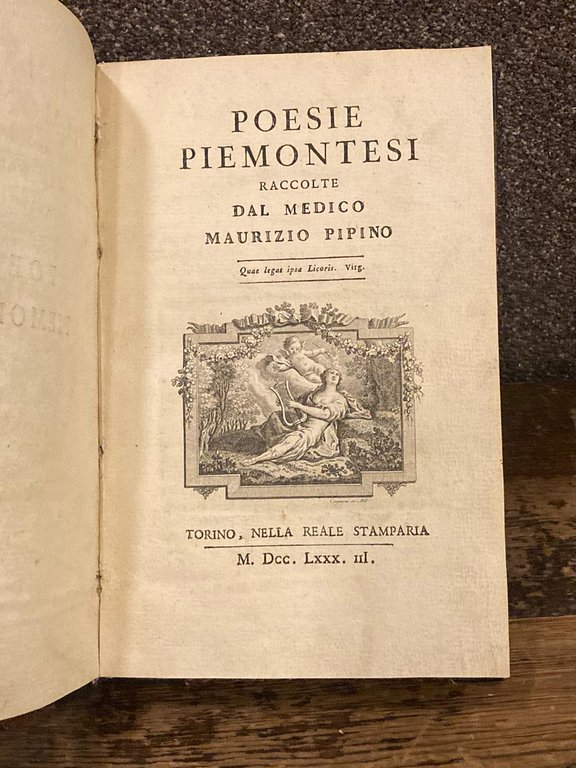 POESIE
PIEMONTESI
RACCOLTE
DAL MEDICO
MAURIZIO PIPINO
Quae legat ipsa Licoris. Virg.
TORINO, NELLA REALE STAMPARIA
M. Dcc. Lxxx. III.